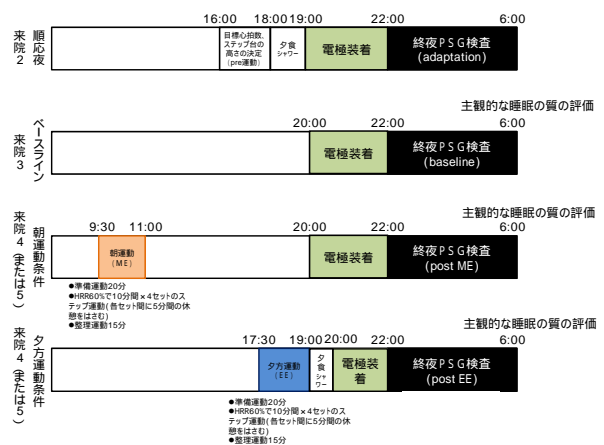 16:00 18:00 19:00 22:00 6:00
来院2
順応夜
目標心拍数、
ステップ台の
高さの決定
(pre運動)
夕食
シャワー
電極装着
終夜PSG検査
(adaptation)
主観的な睡眠の質の評価
20:00 22:00 6:00
来院3
ベースライン
電極装着
終夜PSG検査
(baseline)
主観的な睡眠の質の評価
9:30 11:00 20:00 22:00 6:00
来院4(または5)
朝運動条件
朝運動
(ME)
電極装着
終夜PSG検査
(post ME)
●準備運動20分
●HRR60%で10分間×4セットのス
テップ運動(各セット間に5分間の休
憩をはさむ)
●整理運動15分
主観的な睡眠の質の評価
17:30 19:00 20:00 22:00 6:00
来院4(または5)
夕方運動条件
夕方運動
(EE)
夕食
シャワー
電極装
着
終夜PSG検査
(post EE)
●準備運動20分
●HRR60%で10分間×4セットのス
テップ運動(各セット間に5分間の休
憩をはさむ)
●整理運動15分